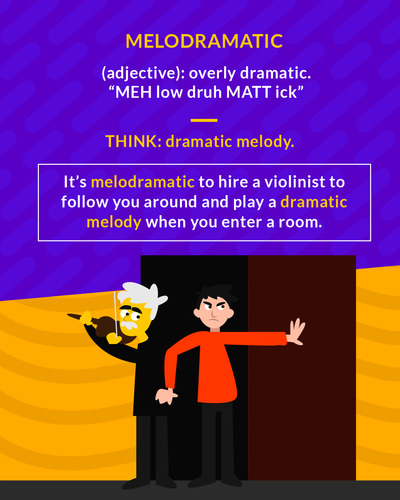 MELODRAMATIC
(adjective): overly dramatic.
“MEH low druh MATT ick”
THINK: dramatic melody.
It’s melodramatic to hire a violinist to
follow you around and play a dramatic
melody when you enter a room.